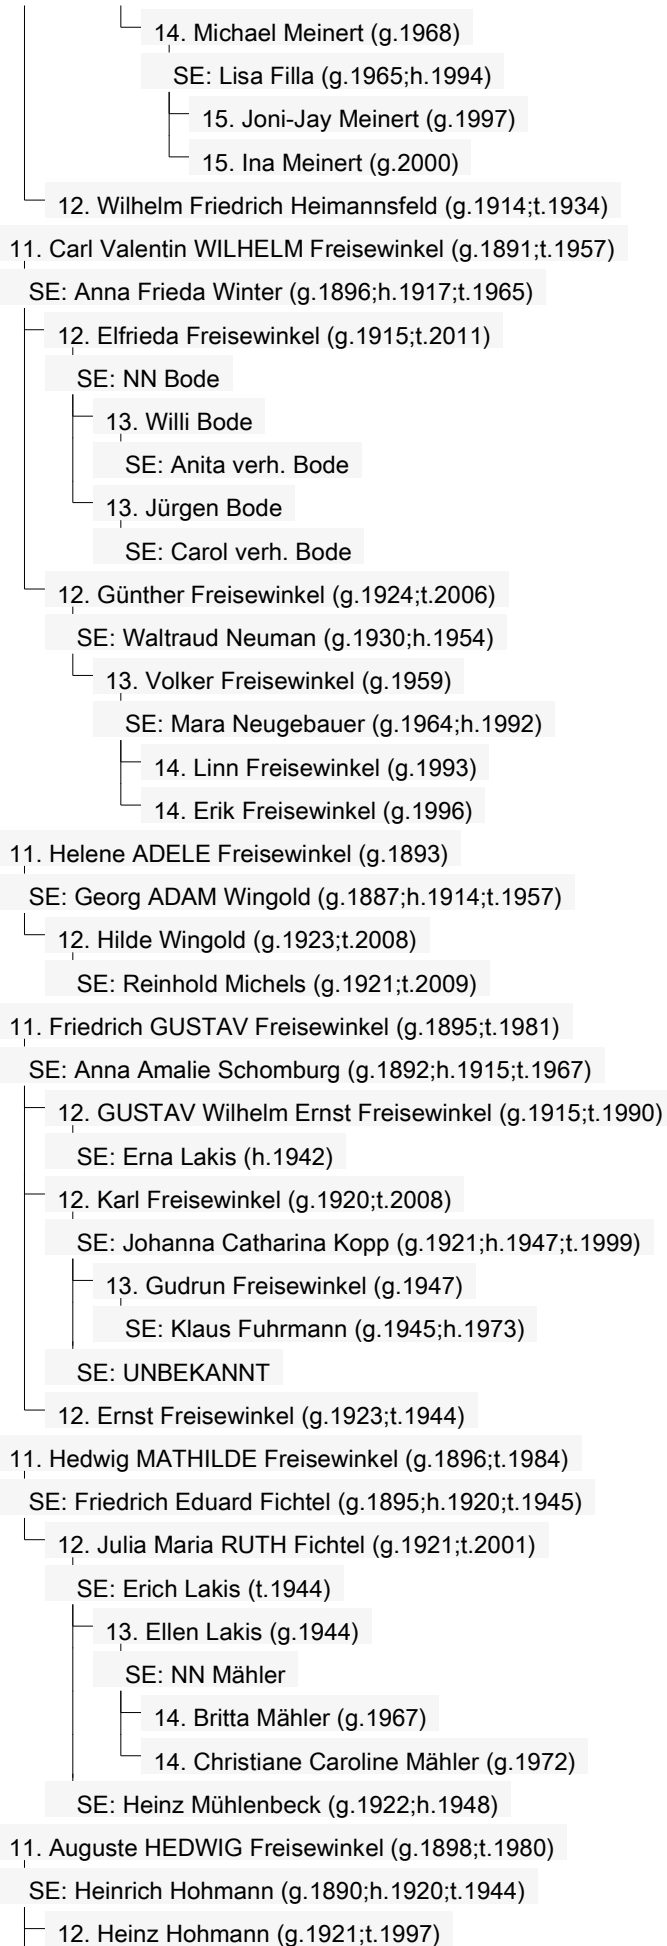 14. Michael Meinert (g.1968)
SE: Lisa Filla (g.1965;h.1994)
15. Joni-Jay Meinert (g.1997)
15. Ina Meinert (g.2000)
12. Wilhelm Friedrich Heimannsfeld (g.1914;t.1934)
11. Carl Valentin WILHELM Freisewinkel (g.1891;t.1957)
SE: Anna Frieda Winter (g.1896;h.1917;t.1965)
12. Elfrieda Freisewinkel (g.1915;t.2011)
SE: NN Bode
13. Willi Bode
SE: Anita verh. Bode
13. Jürgen Bode
SE: Carol verh. Bode
12. Günther Freisewinkel (g.1924;t.2006)
SE: Waltraud Neuman (g.1930;h.1954)
13. Volker Freisewinkel (g.1959)
SE: Mara Neugebauer (g.1964;h.1992)
14. Linn Freisewinkel (g.1993)
14. Erik Freisewinkel (g.1996)
11. Helene ADELE Freisewinkel (g.1893)
SE: Georg ADAM Wingold (g.1887;h.1914;t.1957)
12. Hilde Wingold (g.1923;t.2008)
SE: Reinhold Michels (g.1921;t.2009)
11. Friedrich GUSTAV Freisewinkel (g.1895;t.1981)
SE: Anna Amalie Schomburg (g.1892;h.1915;t.1967)
12. GUSTAV Wilhelm Ernst Freisewinkel (g.1915;t.1990)
SE: Erna Lakis (h.1942)
12. Karl Freisewinkel (g.1920;t.2008)
SE: Johanna Catharina Kopp (g.1921;h.1947;t.1999)
13. Gudrun Freisewinkel (g.1947)
SE: Klaus Fuhrmann (g.1945;h.1973)
SE: UNBEKANNT
12. Ernst Freisewinkel (g.1923;t.1944)
11. Hedwig MATHILDE Freisewinkel (g.1896;t.1984)
SE: Friedrich Eduard Fichtel (g.1895;h.1920;t.1945)
12. Julia Maria RUTH Fichtel (g.1921;t.2001)
SE: Erich Lakis (t.1944)
13. Ellen Lakis (g.1944)
SE: NN Mähler
14. Britta Mähler (g.1967)
14. Christiane Caroline Mähler (g.1972)
SE: Heinz Mühlenbeck (g.1922;h.1948)
11. Auguste HEDWIG Freisewinkel (g.1898;t.1980)
SE: Heinrich Hohmann (g.1890;h.1920;t.1944)
12. Heinz Hohmann (g.1921;t.1997)